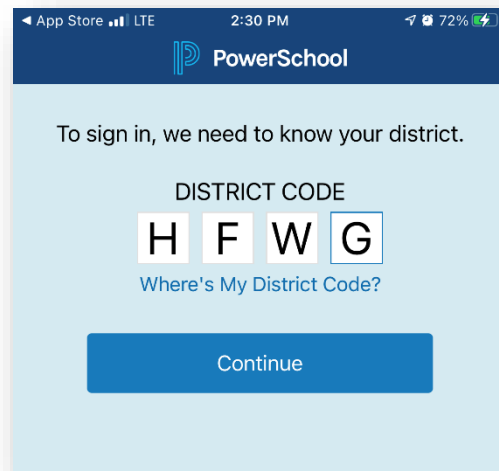 ◄ App Store LTE 2:30 PM 72%
PowerSchool
To sign in, we need to know your district.
DISTRICT CODE
H F W G
Where's My District Code?
Continue